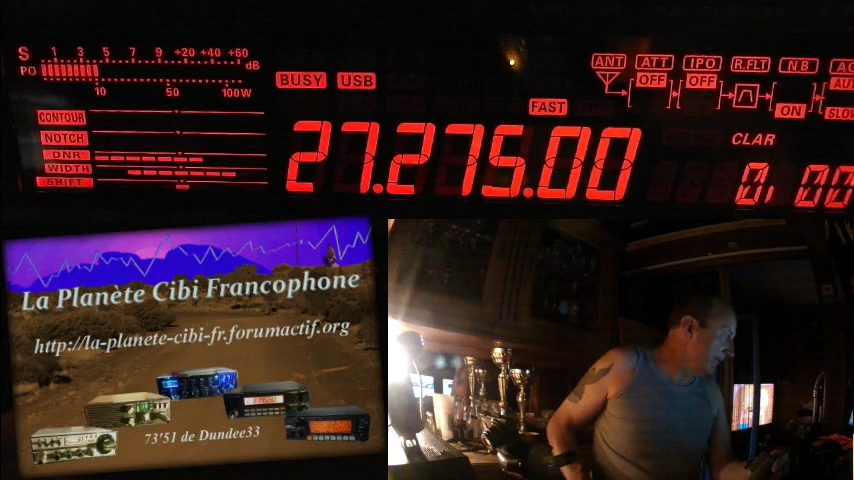 S 1 3 5 7 9 +20 +40 +60 dB
PO 10 50 100W
BUSY USB
FAST
ANT ATT IPO R.FLT NB
OFF OFF ON
CONTOUR
NOTCH
DNR
WIDTH
SHIFT
27.275.00
CLAR
La Planète Cibi Francophone
http://la-planete-cibi-fr.forumactif.org
73'51 de Dundee33